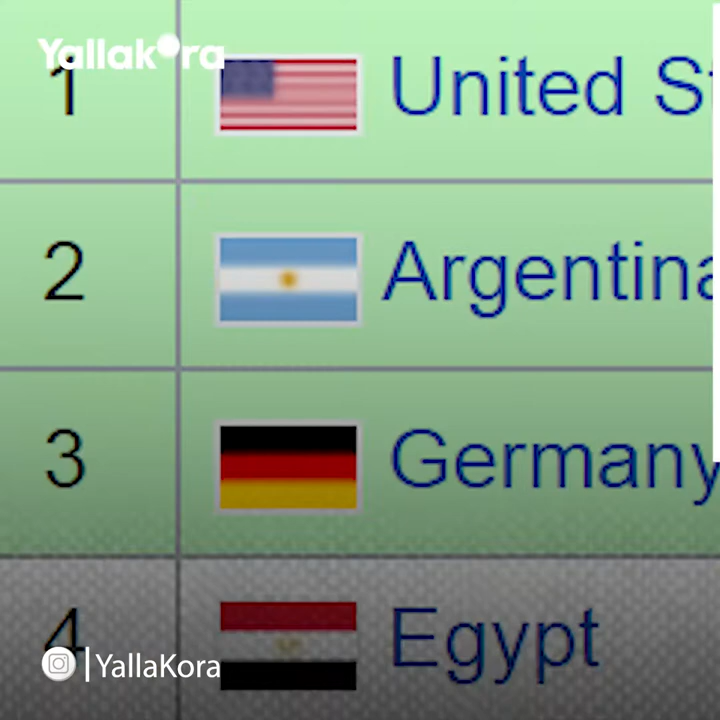 Yallakora
1 United St
2 Argentina
3 Germany
4 Egypt
YallaKora